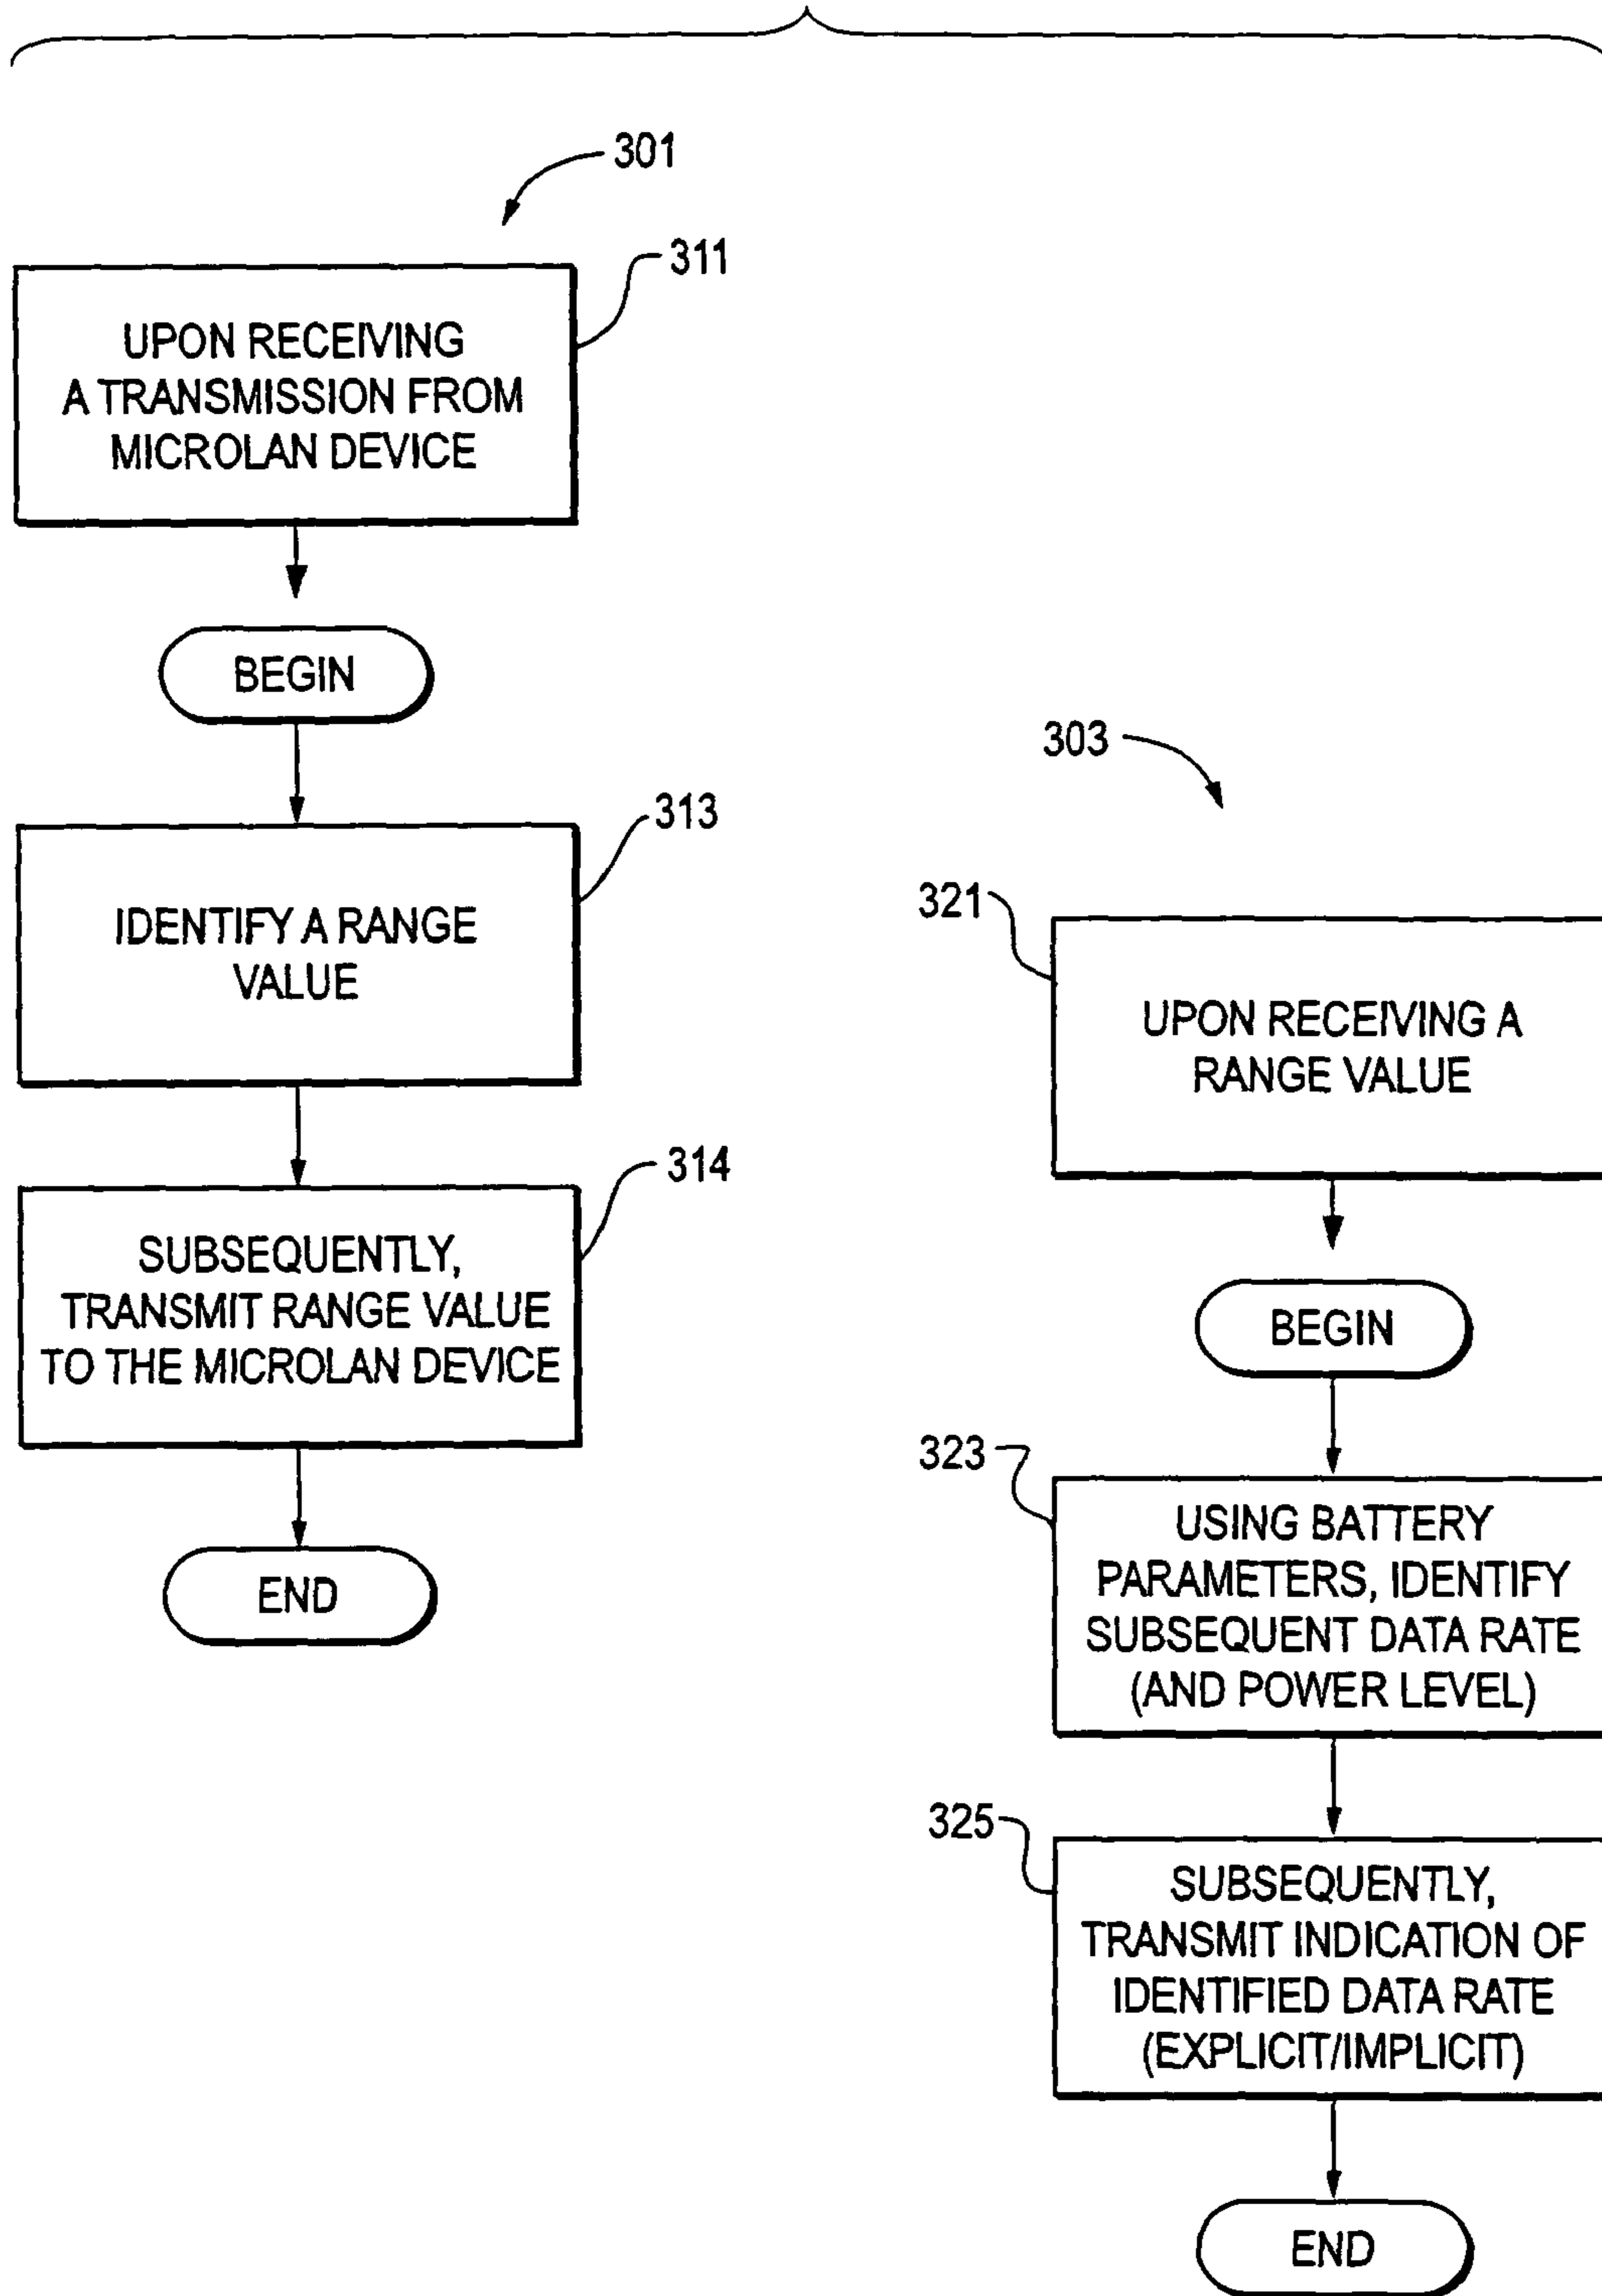 301
311
UPON RECEIVING
A TRANSMISSION FROM
MICROLAN DEVICE
BEGIN
313
IDENTIFY A RANGE
VALUE
314
SUBSEQUENTLY,
TRANSMIT RANGE VALUE
TO THE MICROLAN DEVICE
END
303
321
UPON RECEIVING A
RANGE VALUE
BEGIN
323
USING BATTERY
PARAMETERS, IDENTIFY
SUBSEQUENT DATA RATE
(AND POWER LEVEL)
325
SUBSEQUENTLY,
TRANSMIT INDICATION OF
IDENTIFIED DATA RATE
(EXPLICIT/IMPLICIT)
END